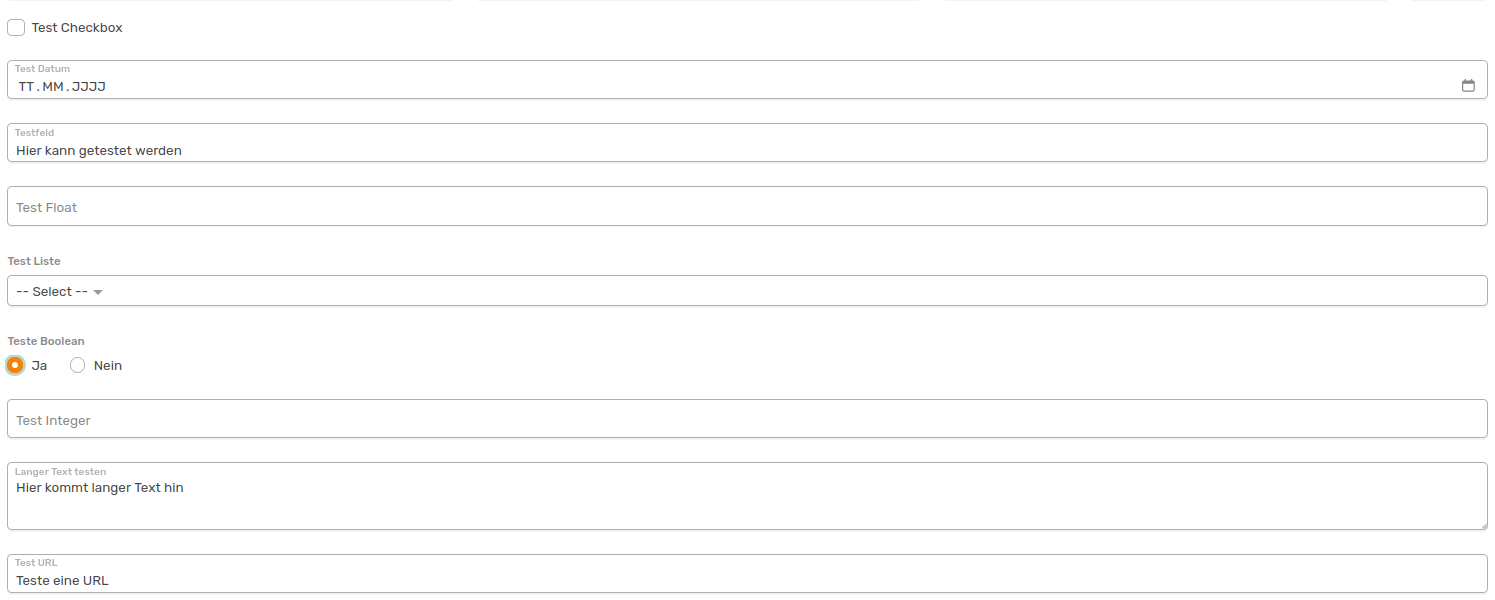 Test Checkbox
Test Datum
TT.MM.JJJJ
Testfeld
Hier kann getestet werden
Test Float
Test Liste
-- Select --
Teste Boolean
Ja Nein
Test Integer
Langer Text testen
Hier kommt langer Text hin
Test URL
Teste eine URL